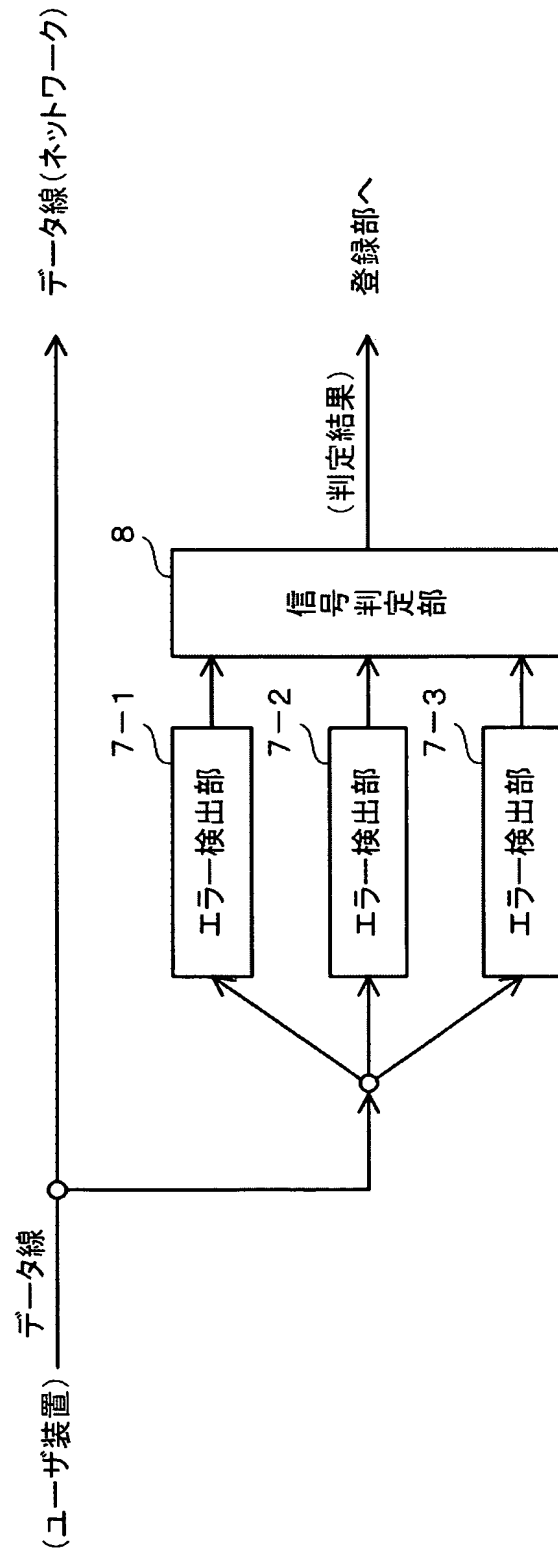 データ線
(ユーザ装置)
データ線(ネットワーク)
7-1
エラー検出部
7-2
エラー検出部
7-3
エラー検出部
8
信号判定部
(判定結果)
登録部へ